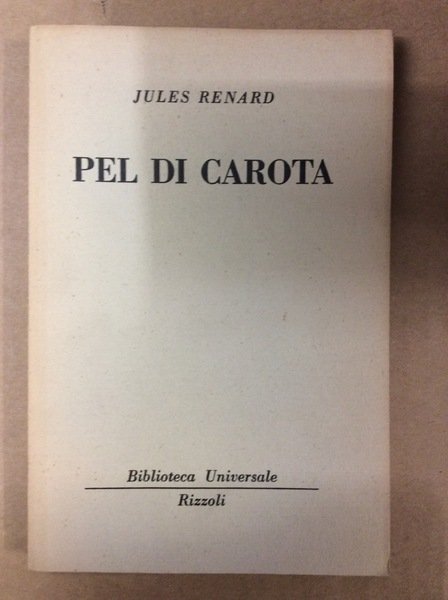 JULES RENARD
PEL DI CAROTA
Biblioteca Universale
Rizzoli